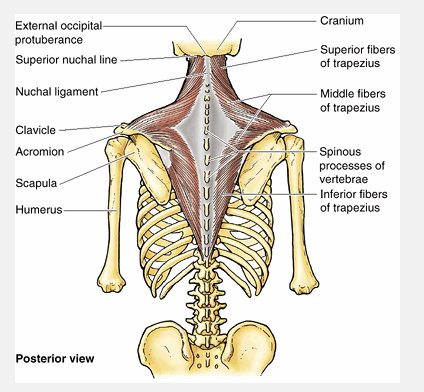 External occipital
protuberance
Superior nuchal line
Nuchal ligament
Clavicle
Acromion
Scapula
Humerus
Cranium
Superior fibers
of trapezius
Middle fibers
of trapezius
Spinous
processes of
vertebrae
Inferior fibers
of trapezius
Posterior view